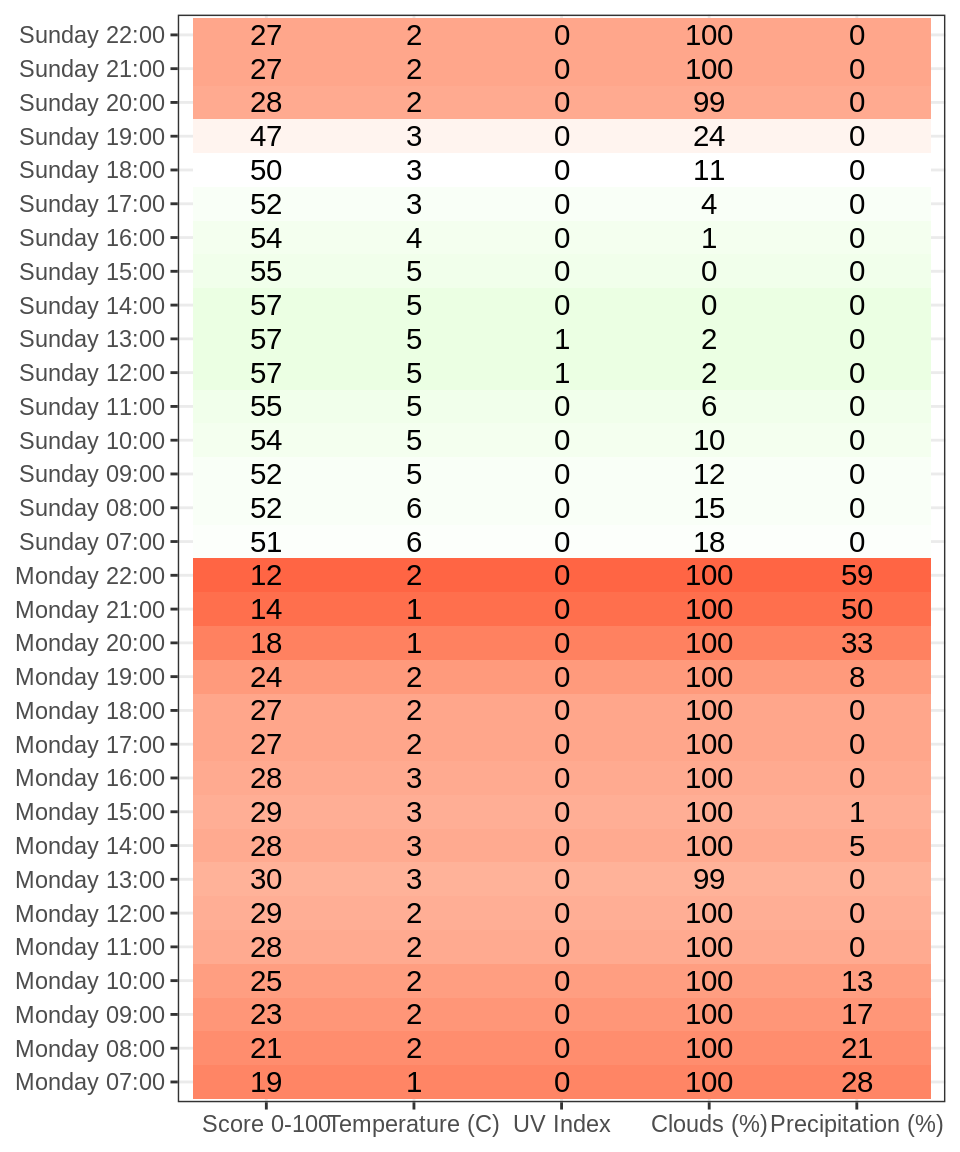 Sunday 22:00 27 2 0 100 0
Sunday 21:00 27 2 0 100 0
Sunday 20:00 28 2 0 99 0
Sunday 19:00 47 3 0 24 0
Sunday 18:00 50 3 0 11 0
Sunday 17:00 52 3 0 4 0
Sunday 16:00 54 4 0 1 0
Sunday 15:00 55 5 0 0 0
Sunday 14:00 57 5 0 0 0
Sunday 13:00 57 5 1 2 0
Sunday 12:00 57 5 1 2 0
Sunday 11:00 55 5 0 6 0
Sunday 10:00 54 5 0 10 0
Sunday 09:00 52 5 0 12 0
Sunday 08:00 52 6 0 15 0
Sunday 07:00 51 6 0 18 0
Monday 22:00 12 2 0 100 59
Monday 21:00 14 1 0 100 50
Monday 20:00 18 1 0 100 33
Monday 19:00 24 2 0 100 8
Monday 18:00 27 2 0 100 0
Monday 17:00 27 2 0 100 0
Monday 16:00 28 3 0 100 0
Monday 15:00 29 3 0 100 1
Monday 14:00 28 3 0 100 5
Monday 13:00 30 3 0 99 0
Monday 12:00 29 2 0 100 0
Monday 11:00 28 2 0 100 0
Monday 10:00 25 2 0 100 13
Monday 09:00 23 2 0 100 17
Monday 08:00 21 2 0 100 21
Monday 07:00 19 1 0 100 28
Score 0-100 Temperature (C) UV Index Clouds (%) Precipitation (%)